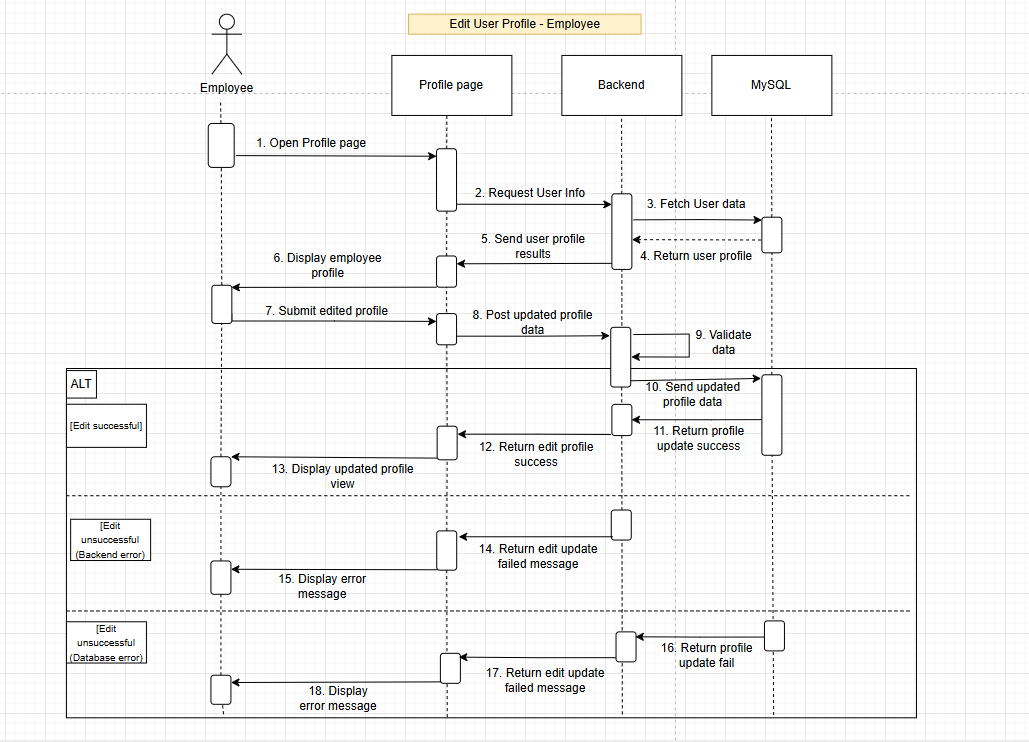 Edit User Profile - Employee
Employee
Profile page
Backend
MySQL
1. Open Profile page
2. Request User Info
3. Fetch User data
4. Return user profile
5. Send user profile
results
6. Display employee
profile
7. Submit edited profile
8. Post updated profile
data
9. Validate
data
ALT
[Edit successful]
10. Send updated
profile data
11. Return profile
update success
12. Return edit profile
success
13. Display updated profile
view
[Edit
unsuccessful
(Backend error)
14. Return edit update
failed message
15. Display error
message
[Edit
unsuccessful
(Database error)
16. Return profile
update fail
17. Return edit update
failed message
18. Display
error message